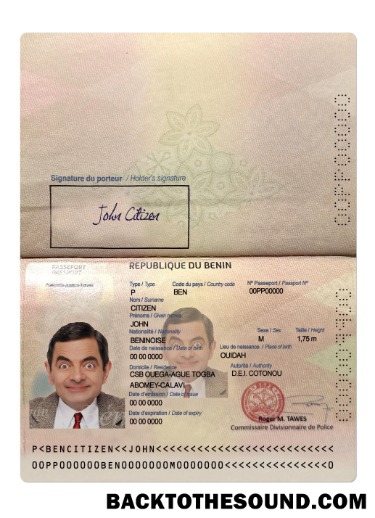 00PP00000
Signature du porteur / Holder's signature
John Citizen
PASSEPORT
PASSPORT
REPUBLIQUE DU BENIN
Type / Type Code du pays / Country code N° Passeport / Passport N°
P BEN 00PP00000
Nom / Surname
CITIZEN
Prénoms / Given names
JOHN
Nationalité / Nationality Sexe / Sex Taille / Height
BENINOISE M 1,75 m
Date de naissance / Date of birth Lieu de naissance / Place of birth
00 00 0000 OUIDAH
Domicile / Residence Autorité / Authority
CSB OUEGA-AGUE TOGBA D.E.I. COTONOU
ABOMEY-CALAVI
Date d'émission / Date of issue
00 00 0000
Date d'expiration / Date of expiry
00 00 0000
Roger M. TAWES
Commissaire Divisionnaire de Police
P<BENCITIZEN<<JOHN<<<<<<<<<<<<<<<<<<<<<<<<<<
00PP000000BEN0000000M0000000<<<<<<<<<<<<<<<0
BACKTOTHESOUND.COM